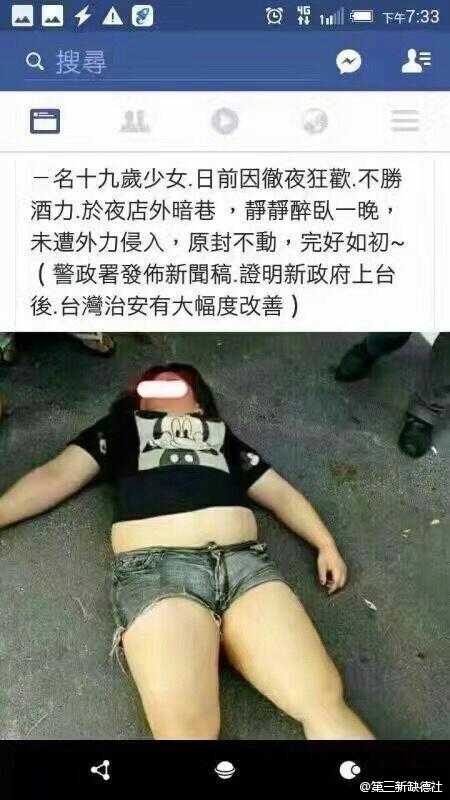 4G
下午7:33
搜尋
一名十九歲少女.日前因徹夜狂歡.不勝
酒力.於夜店外暗巷，靜靜醉臥一晚，
未遭外力侵入，原封不動，完好如初~
（警政署發佈新聞稿.證明新政府上台
後.台灣治安有大幅度改善）
@第三新缺德社